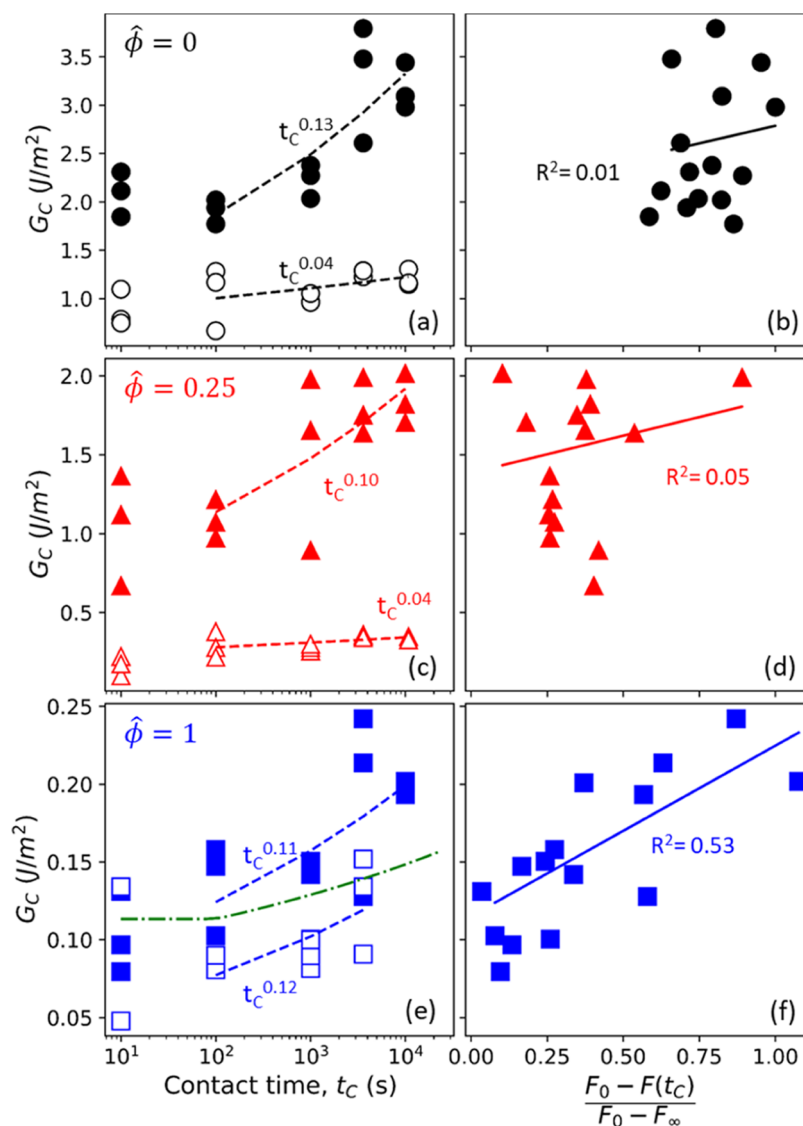 ϕ̂ = 0
3.5
3.0
2.5
2.0
1.5
1.0
G_C (J/m²)
t_C^0.13
t_C^0.04
(a)
R² = 0.01
(b)
ϕ̂ = 0.25
2.0
1.5
1.0
0.5
G_C (J/m²)
t_C^0.10
t_C^0.04
(c)
R² = 0.05
(d)
ϕ̂ = 1
0.25
0.20
0.15
0.10
0.05
G_C (J/m²)
t_C^0.11
t_C^0.12
(e)
R² = 0.53
(f)
10¹ 10² 10³ 10⁴
Contact time, t_C (s)
0.00 0.25 0.50 0.75 1.00
F₀ − F(t_C)
F₀ − F_∞